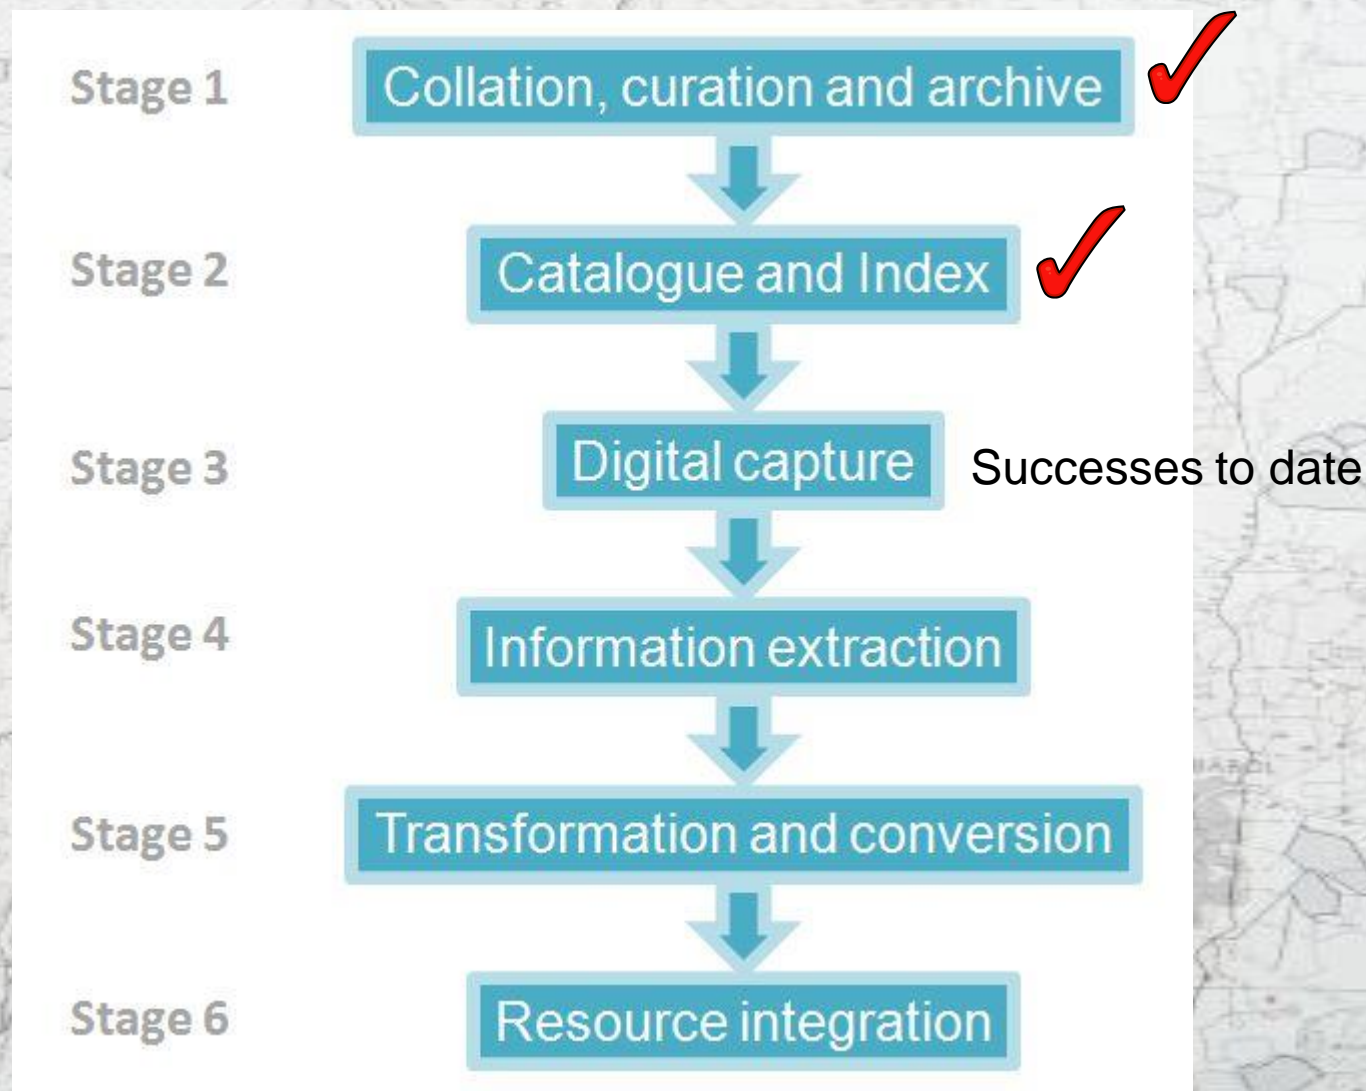 Stage 1
Collation, curation and archive
Stage 2
Catalogue and Index
Stage 3
Digital capture
Successes to date
Stage 4
Information extraction
Stage 5
Transformation and conversion
Stage 6
Resource integration